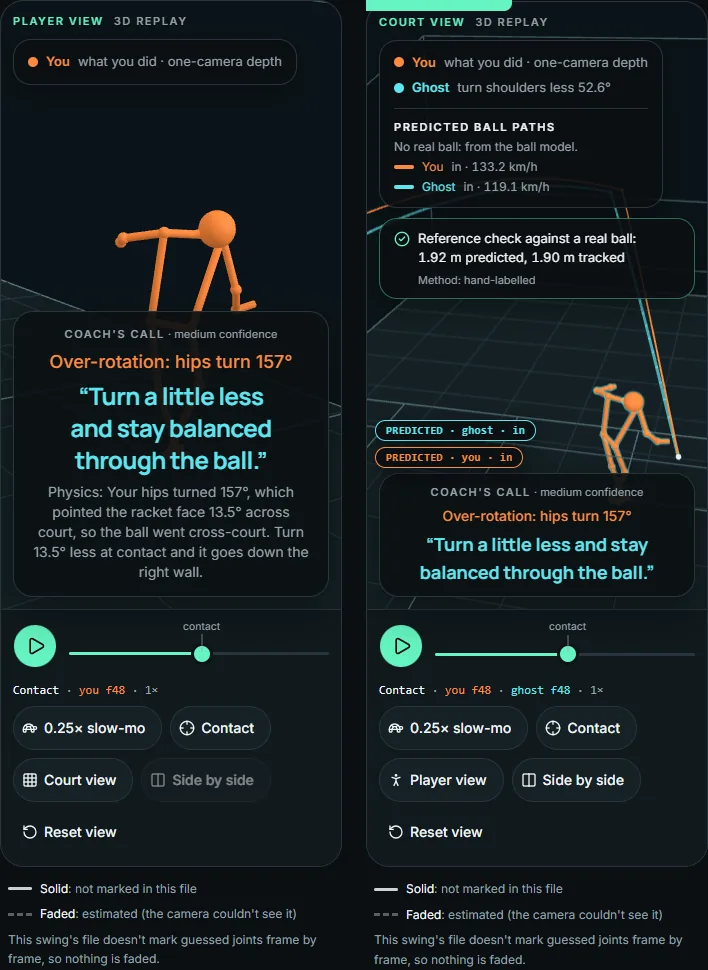 PLAYER VIEW 3D REPLAY
You what you did · one-camera depth
COACH'S CALL · medium confidence
Over-rotation: hips turn 157°
“Turn a little less
and stay balanced
through the ball.”
Physics: Your hips turned 157°, which
pointed the racket face 13.5° across
court, so the ball went cross-court. Turn
13.5° less at contact and it goes down the
right wall.
contact
Contact · you f48 · 1×
0.25× slow-mo Contact
Court view Side by side
Reset view
Solid: not marked in this file
Faded: estimated (the camera couldn't see it)
This swing's file doesn't mark guessed joints frame by
frame, so nothing is faded.
COURT VIEW 3D REPLAY
You what you did · one-camera depth
Ghost turn shoulders less 52.6°
PREDICTED BALL PATHS
No real ball: from the ball model.
You in · 133.2 km/h
Ghost in · 119.1 km/h
Reference check against a real ball:
1.92 m predicted, 1.90 m tracked
Method: hand-labelled
PREDICTED · ghost · in
PREDICTED · you · in
COACH'S CALL · medium confidence
Over-rotation: hips turn 157°
“Turn a little less and stay
balanced through the ball.”
contact
Contact · you f48 · ghost f48 · 1×
0.25× slow-mo Contact
Player view Side by side
Reset view
Solid: not marked in this file
Faded: estimated (the camera couldn't see it)
This swing's file doesn't mark guessed joints frame by
frame, so nothing is faded.